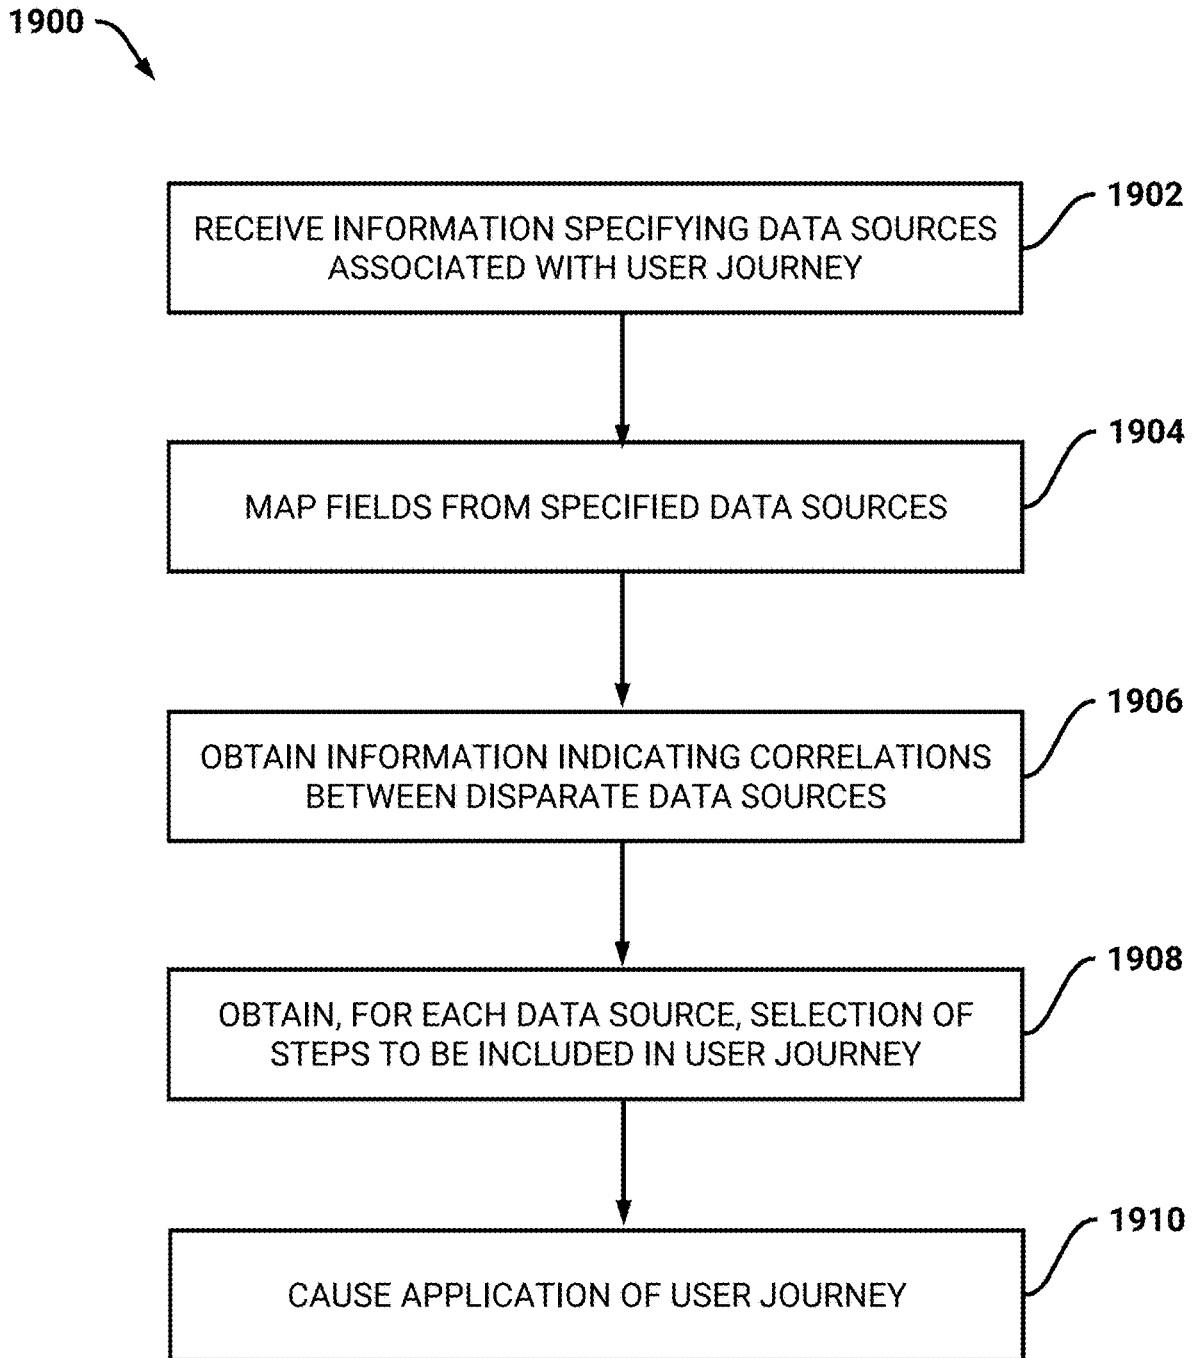 1900
1902
RECEIVE INFORMATION SPECIFYING DATA SOURCES
ASSOCIATED WITH USER JOURNEY
1904
MAP FIELDS FROM SPECIFIED DATA SOURCES
1906
OBTAIN INFORMATION INDICATING CORRELATIONS
BETWEEN DISPARATE DATA SOURCES
1908
OBTAIN, FOR EACH DATA SOURCE, SELECTION OF
STEPS TO BE INCLUDED IN USER JOURNEY
1910
CAUSE APPLICATION OF USER JOURNEY